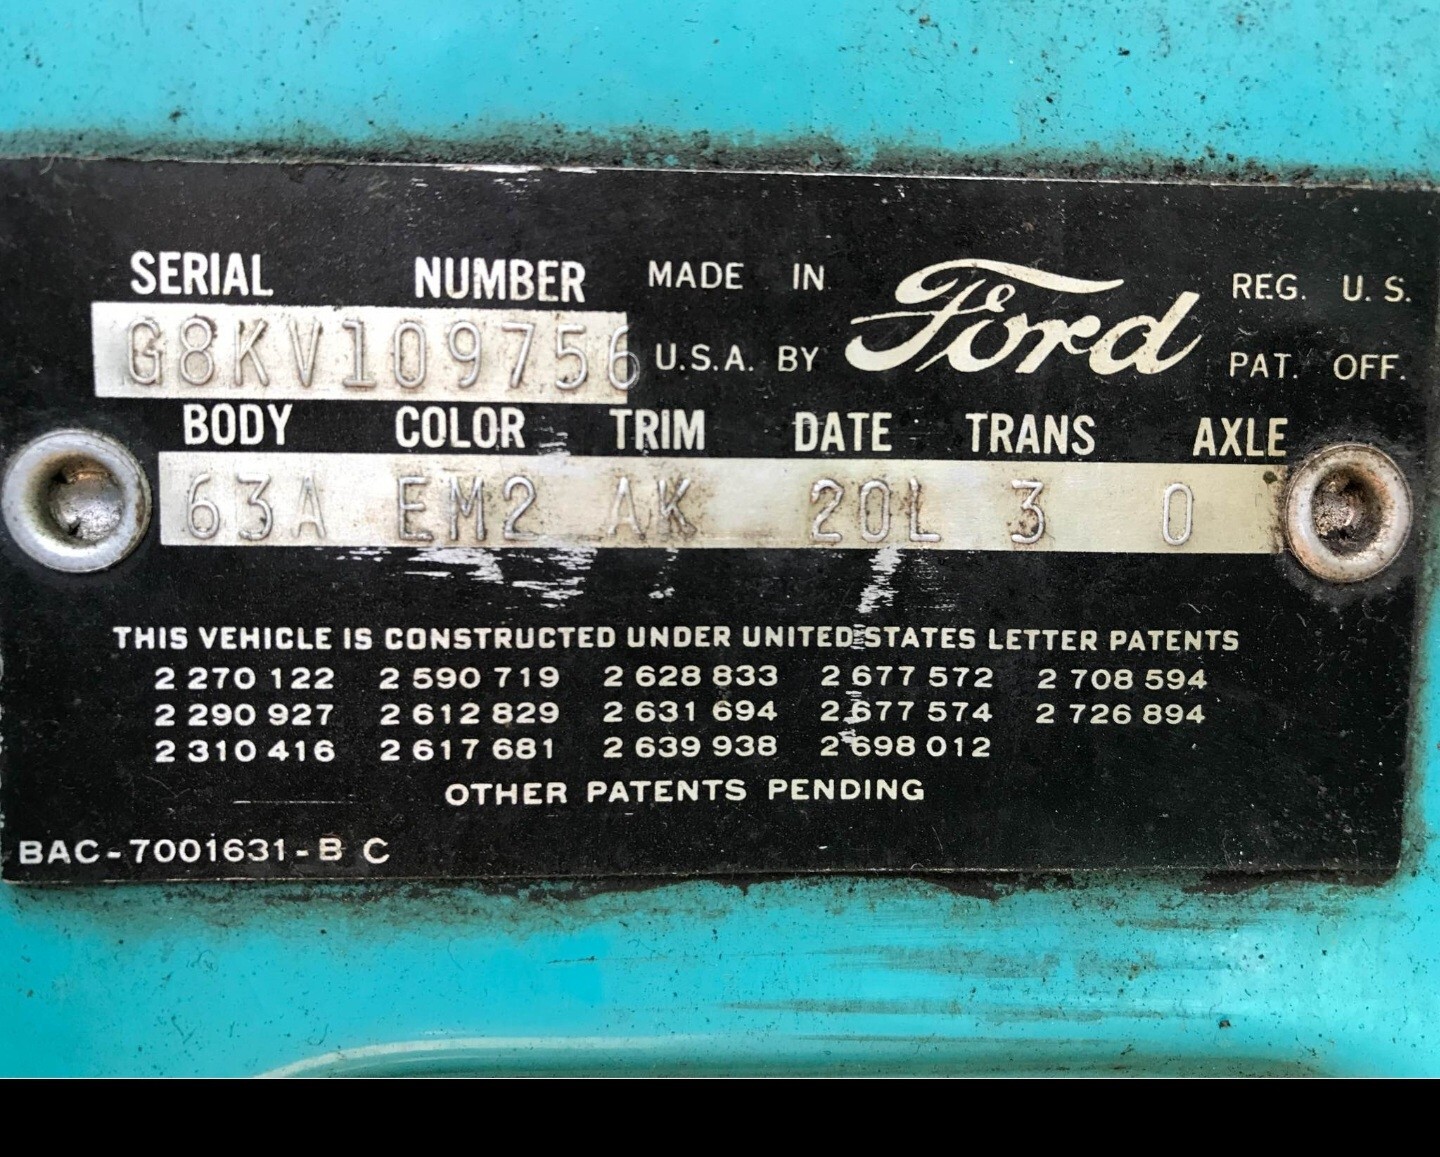 SERIAL NUMBER MADE IN Ford REG. U. S.
G8KV109756 U.S.A. BY PAT. OFF.
BODY COLOR TRIM DATE TRANS AXLE
63A EM2 AK 20L 3 0
THIS VEHICLE IS CONSTRUCTED UNDER UNITED STATES LETTER PATENTS
2 270 122 2 590 719 2 628 833 2 677 572 2 708 594
2 290 927 2 612 829 2 631 694 2 677 574 2 726 894
2 310 416 2 617 681 2 639 938 2 698 012
OTHER PATENTS PENDING
BAC-7001631-B C